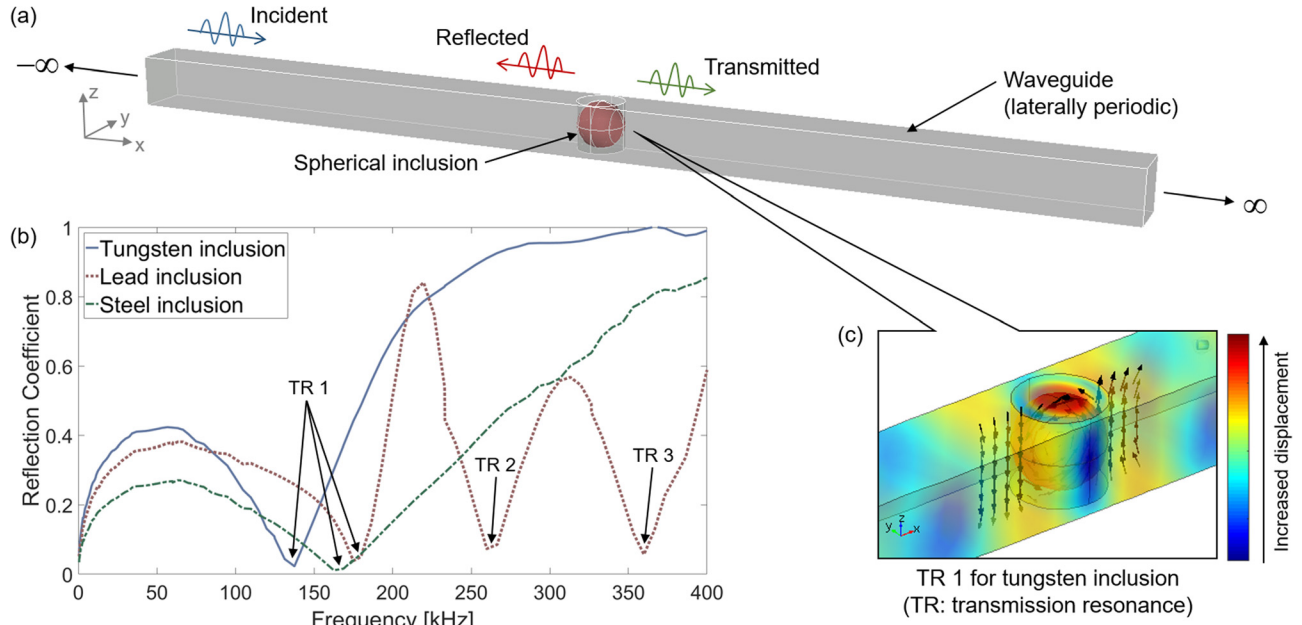 (a)
Incident
Reflected
Transmitted
Waveguide
(laterally periodic)
−∞
z
y
x
Spherical inclusion
∞
(b)
Tungsten inclusion
Lead inclusion
Steel inclusion
Reflection Coefficient
1
0.8
0.6
0.4
0.2
0
TR 1
TR 2
TR 3
0 50 100 150 200 250 300 350 400
Frequency [kHz]
(c)
y z x
Increased displacement
TR 1 for tungsten inclusion
(TR: transmission resonance)